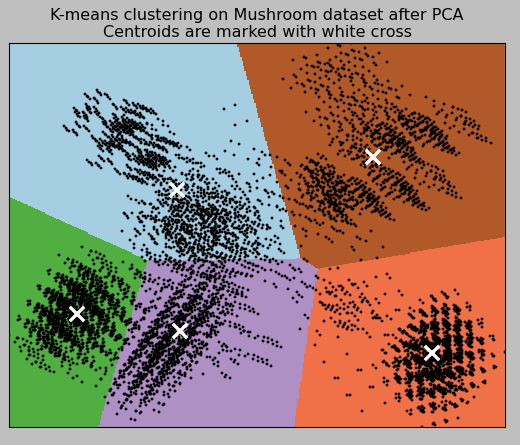 K-means clustering on Mushroom dataset after PCA
Centroids are marked with white cross